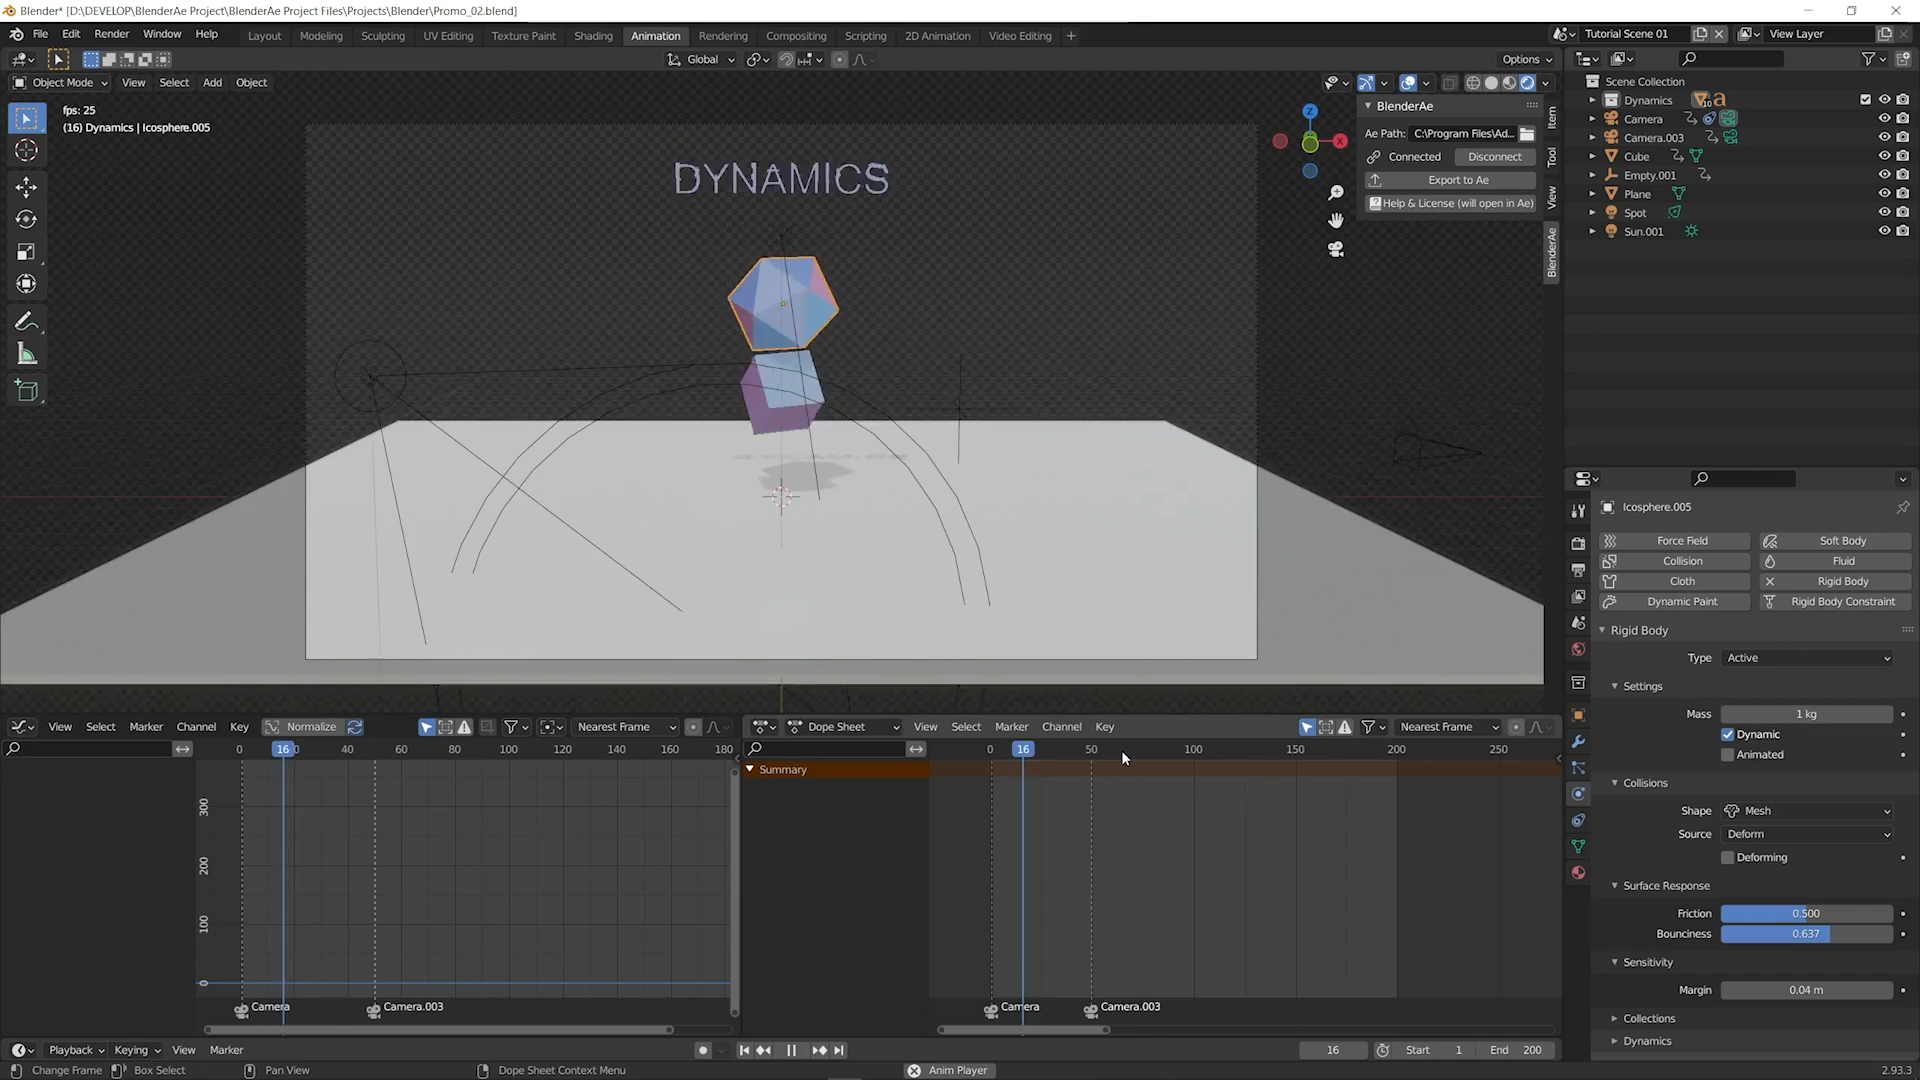 Blender* [D:\DEVELOP\BlenderAe Project\BlenderAe Project Files\Projects\Blender\Promo_02.blend]
File Edit Render Window Help Layout Modeling Sculpting UV Editing Texture Paint Shading Animation Rendering Compositing Scripting 2D Animation Video Editing + Tutorial Scene 01 View Layer
Global Options
Object Mode View Select Add Object
fps: 25
(16) Dynamics | Icosphere.005
DYNAMICS
Z
X
BlenderAe
Ae Path: C:\Program Files\Ad...
Connected Disconnect
Export to Ae
Help & License (will open in Ae)
Item
Tool
View
BlenderAe
Scene Collection
Dynamics 10
Camera
Camera.003
Cube
Empty.001
Plane
Spot
Sun.001
Icosphere.005
Force Field Soft Body
Collision Fluid
Cloth Rigid Body
Dynamic Paint Rigid Body Constraint
Rigid Body
Type Active
Settings
Mass 1 kg
Dynamic
Animated
Collisions
Shape Mesh
Source Deform
Deforming
Surface Response
Friction 0.500
Bounciness 0.637
Sensitivity
Margin 0.04 m
Collections
Dynamics
View Select Marker Channel Key Normalize Nearest Frame
0 16 40 60 80 100 120 140 160 180
300
200
100
0
Camera Camera.003
Dope Sheet View Select Marker Channel Key Nearest Frame
0 16 50 100 150 200 250
Summary
Camera Camera.003
Playback Keying View Marker 16 Start 1 End 200
Change Frame Box Select Pan View Dope Sheet Context Menu Anim Player 2.93.3